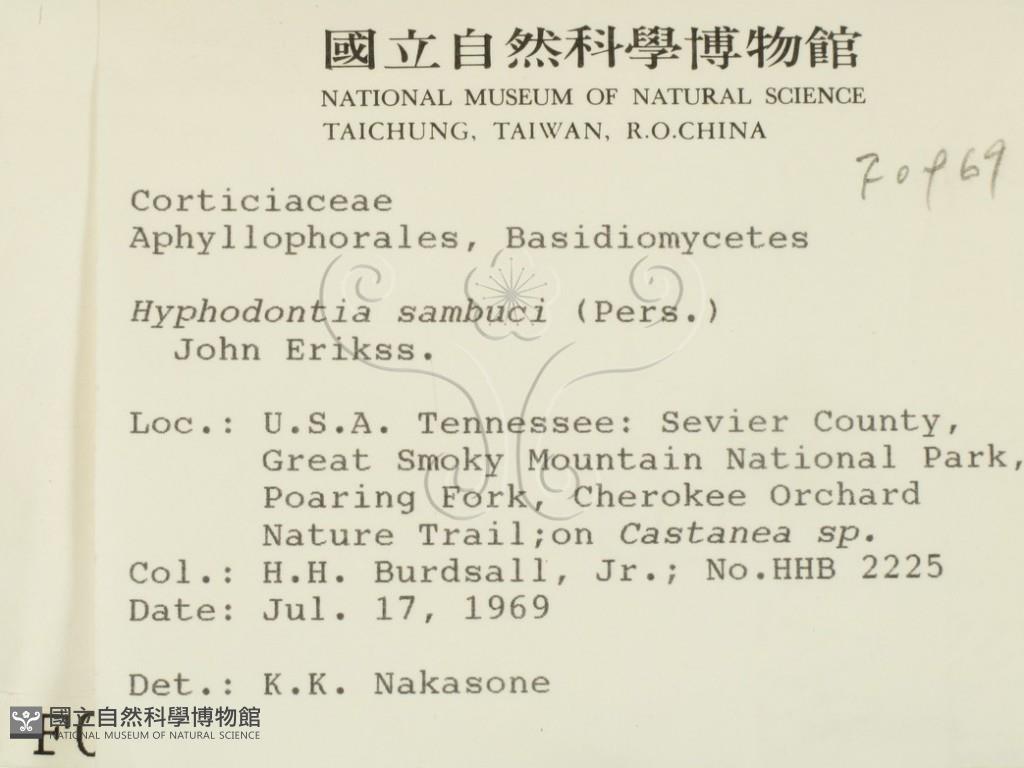 國立自然科學博物館
NATIONAL MUSEUM OF NATURAL SCIENCE
TAICHUNG, TAIWAN, R.O.CHINA
Corticiaceae
Aphyllophorales, Basidiomycetes
Hyphodontia sambuci (Pers.)
John Erikss.
Loc.: U.S.A. Tennessee: Sevier County,
Great Smoky Mountain National Park,
Poaring Fork, Cherokee Orchard
Nature Trail;on Castanea sp.
Col.: H.H. Burdsall, Jr.; No.HHB 2225
Date: Jul. 17, 1969
Det.: K.K. Nakasone
國立自然科學博物館
NATIONAL MUSEUM OF NATURAL SCIENCE